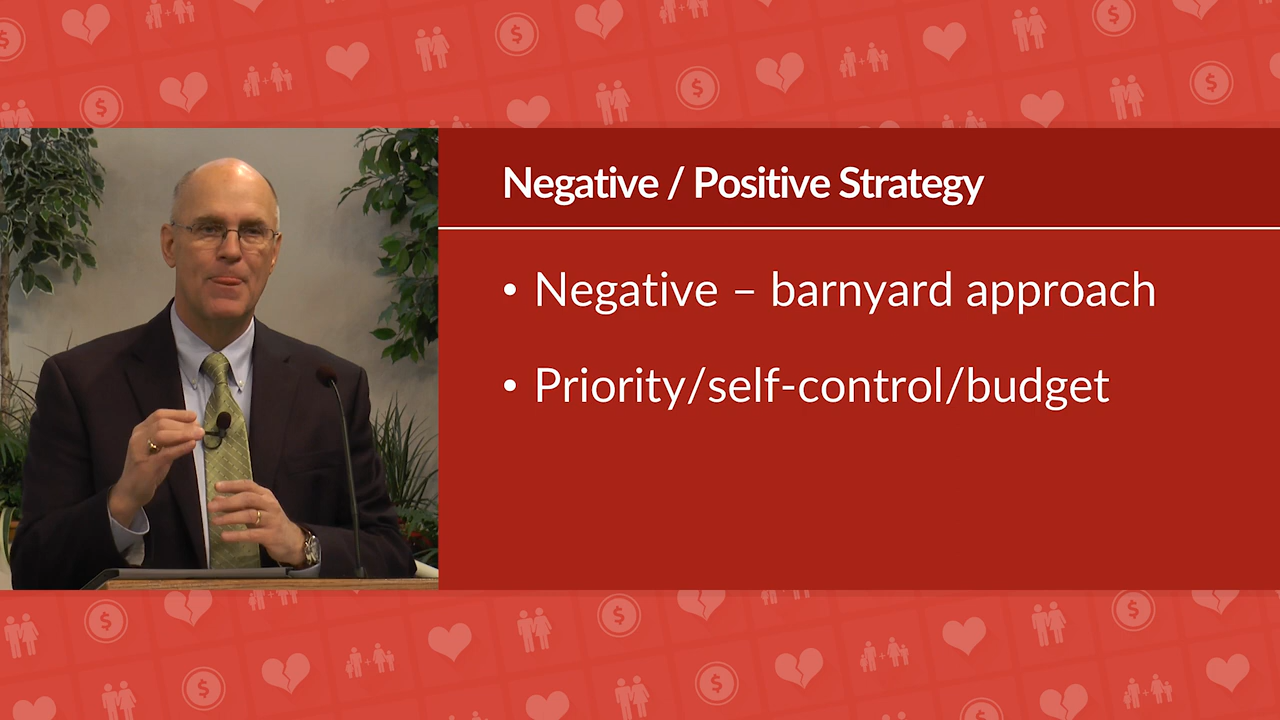 Negative / Positive Strategy
• Negative – barnyard approach
• Priority/self-control/budget